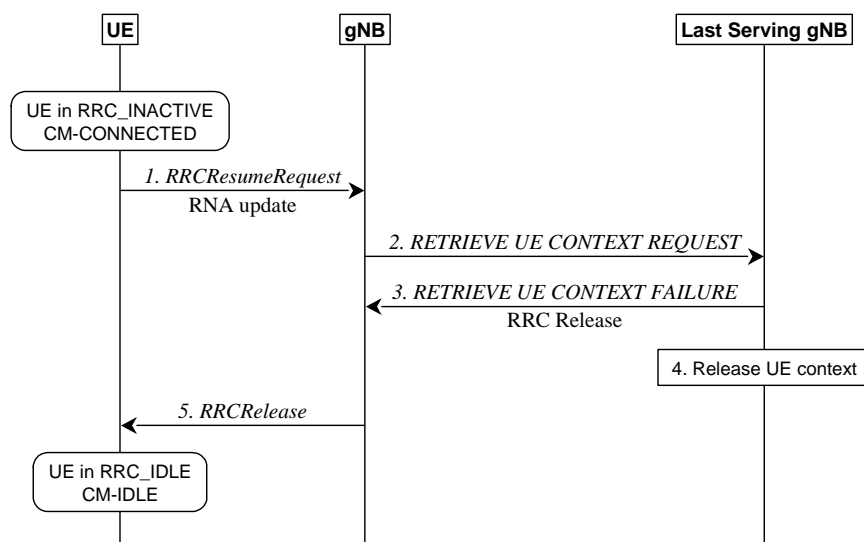 UE
gNB
Last Serving gNB
UE in RRC_INACTIVE
CM-CONNECTED
1. RRCResumeRequest
RNA update
2. RETRIEVE UE CONTEXT REQUEST
3. RETRIEVE UE CONTEXT FAILURE
RRC Release
4. Release UE context
5. RRCRelease
UE in RRC_IDLE
CM-IDLE